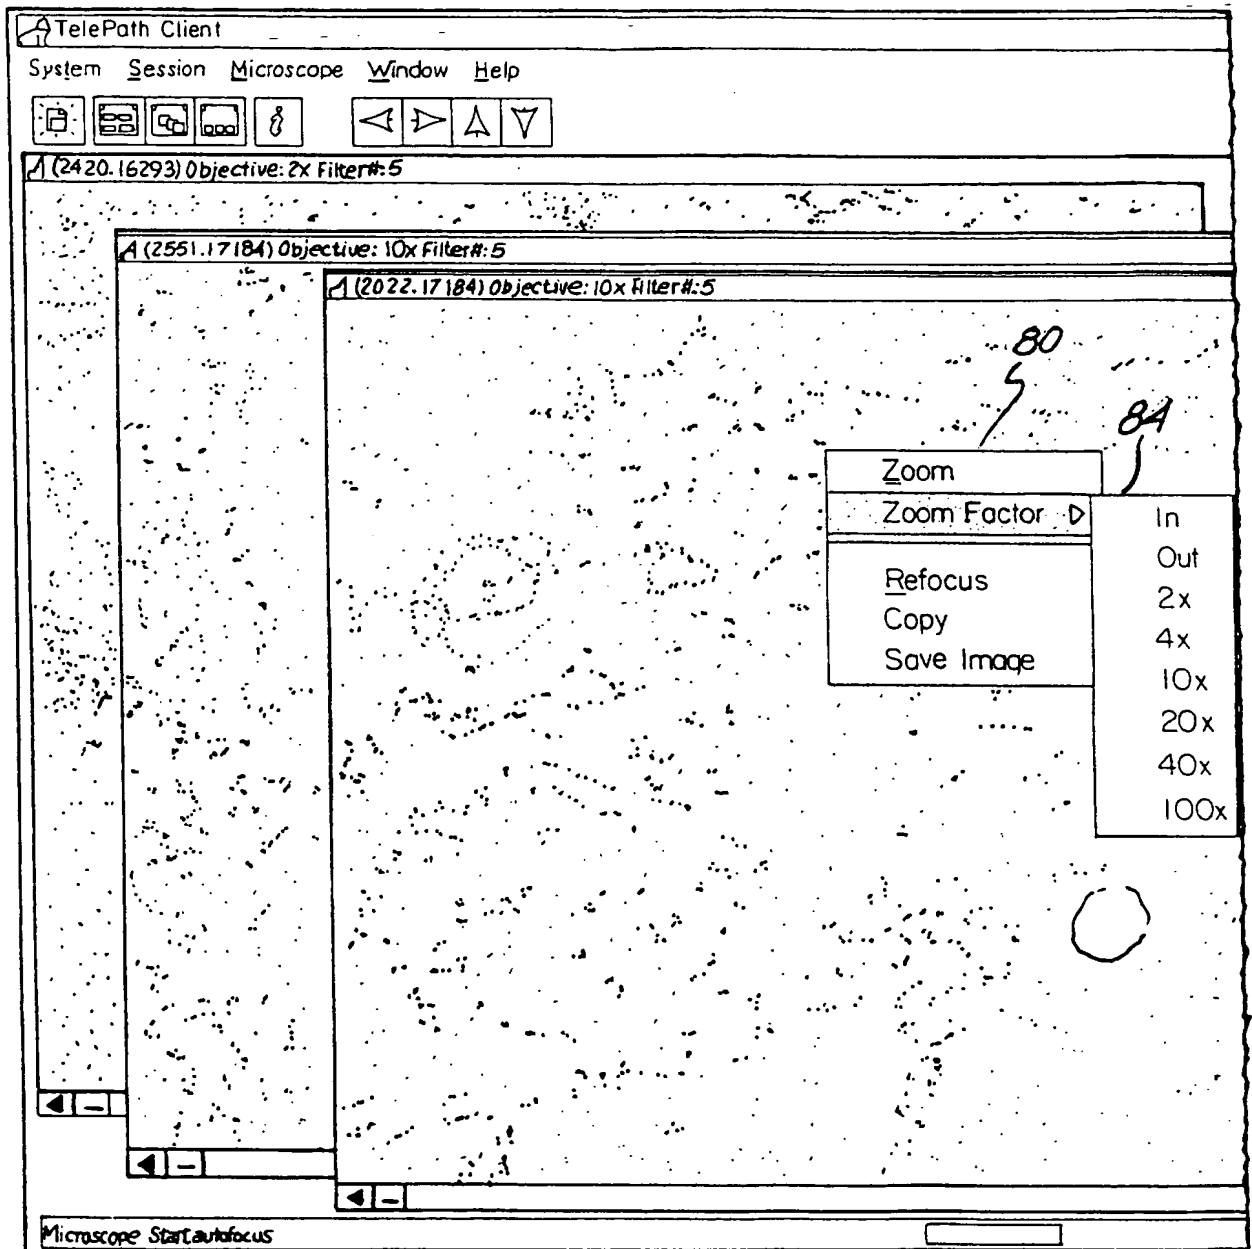 TelePath Client
System Session Microscope Window Help
(2420.16293) Objective: 2x Filter#:5
(2551.17184) Objective: 10x Filter#:5
(2022.17184) Objective: 10x Filter#:5
80
84
Zoom
Zoom Factor
Refocus
Copy
Save Image
In
Out
2x
4x
10x
20x
40x
100x
Microscope Start autofocus